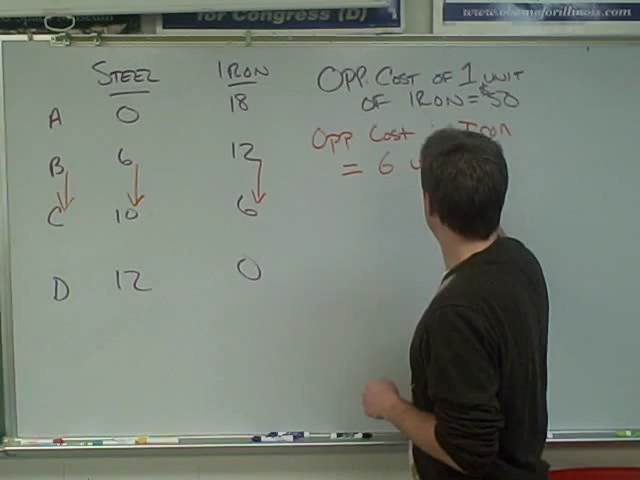 for Congress (D)
www.obamaforillinois.com
STEEL IRON
A 0 18
B 6 12
C 10 6
D 12 0
OPP. COST OF 1 UNIT
OF IRON = $50
OPP COST Iron
= 6